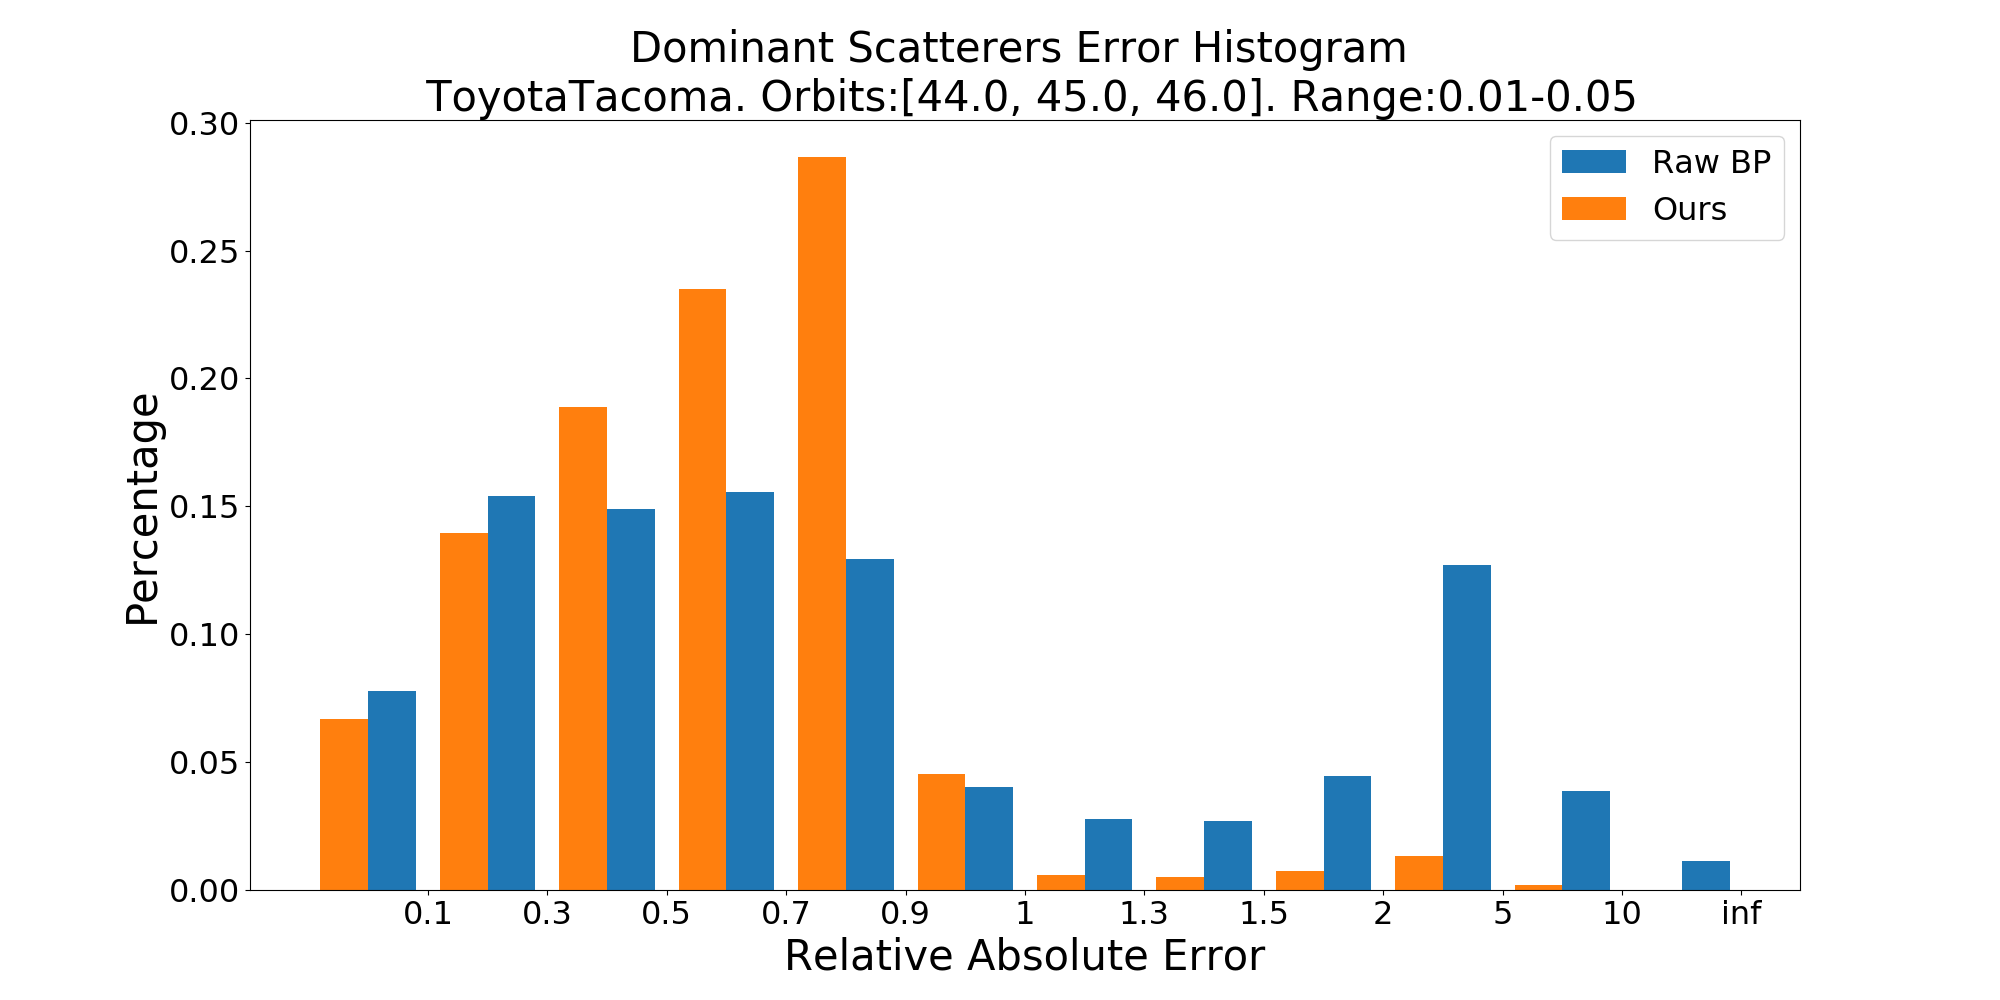 Dominant Scatterers Error Histogram
ToyotaTacoma. Orbits:[44.0, 45.0, 46.0]. Range:0.01-0.05
Raw BP
Ours
0.30
0.25
0.20
0.15
0.10
0.05
0.00
Percentage
0.1 0.3 0.5 0.7 0.9 1 1.3 1.5 2 5 10 inf
Relative Absolute Error